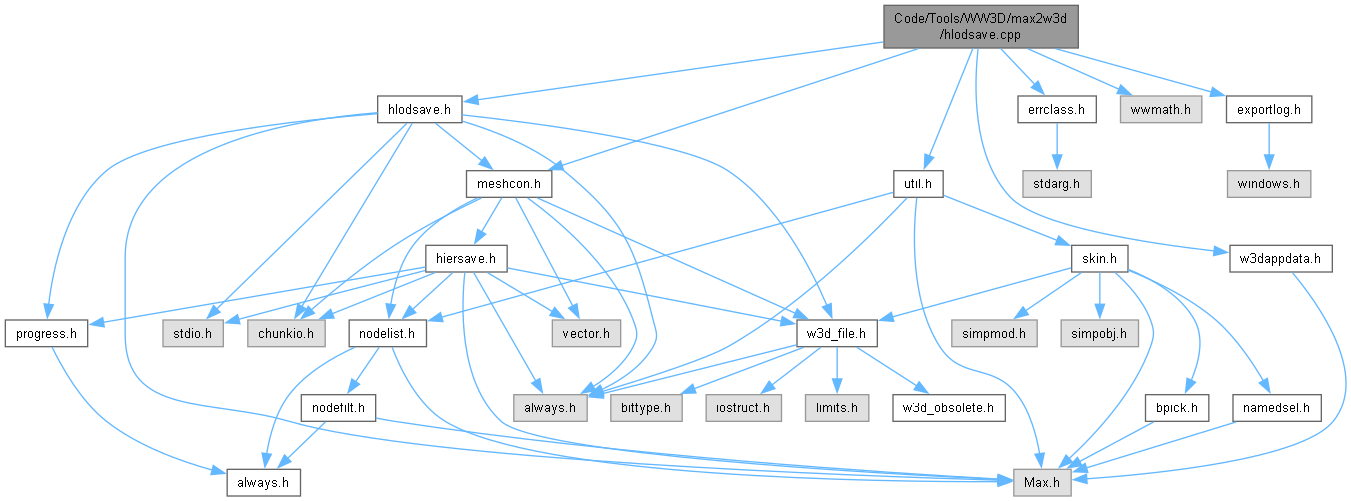 Code/Tools/WW3D/max2w3d
/hlodsave.cpp
hlodsave.h
errclass.h
wwmath.h
exportlog.h
meshcon.h
util.h
stdarg.h
windows.h
hiersave.h
skin.h
w3dappdata.h
progress.h
stdio.h
chunkio.h
nodelist.h
vector.h
w3d_file.h
simpmod.h
simpobj.h
nodefilt.h
always.h
bittype.h
iostruct.h
limits.h
w3d_obsolete.h
bpick.h
namedsel.h
always.h
Max.h